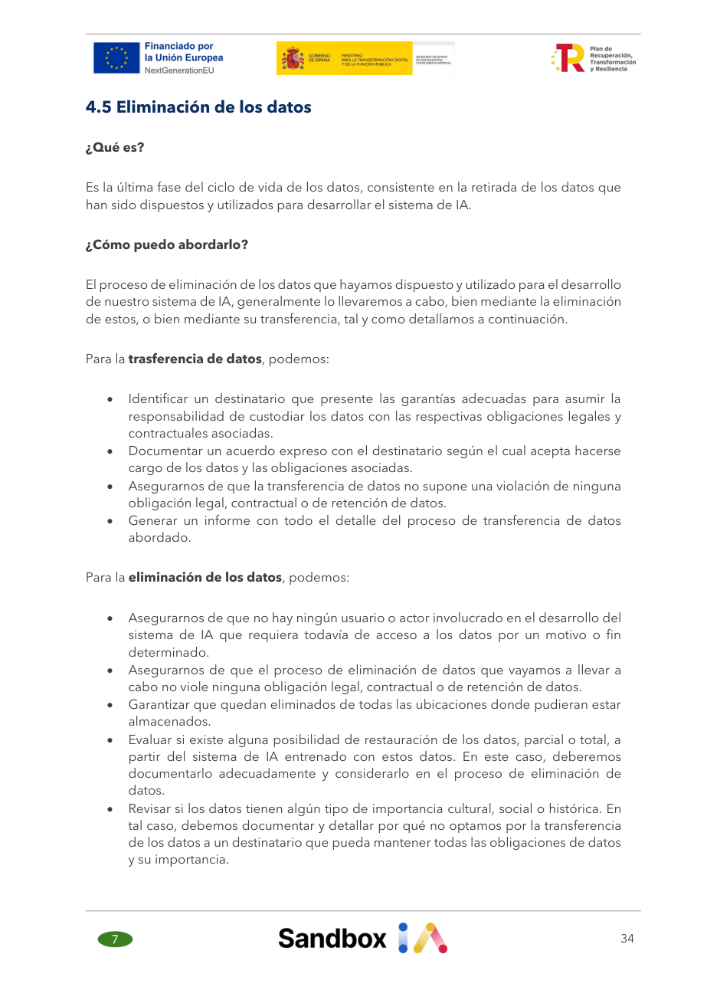 Financiado por
la Unión Europea
NextGenerationEU
GOBIERNO
DE ESPAÑA
MINISTERIO
PARA LA TRANSFORMACIÓN DIGITAL
Y DE LA FUNCIÓN PÚBLICA
SECRETARÍA DE ESTADO
DE DIGITALIZACIÓN
E INTELIGENCIA ARTIFICIAL
Plan de
Recuperación,
Transformación
y Resiliencia
4.5 Eliminación de los datos
¿Qué es?
Es la última fase del ciclo de vida de los datos, consistente en la retirada de los datos que
han sido dispuestos y utilizados para desarrollar el sistema de IA.
¿Cómo puedo abordarlo?
El proceso de eliminación de los datos que hayamos dispuesto y utilizado para el desarrollo
de nuestro sistema de IA, generalmente lo llevaremos a cabo, bien mediante la eliminación
de estos, o bien mediante su transferencia, tal y como detallamos a continuación.
Para la trasferencia de datos, podemos:
• Identificar un destinatario que presente las garantías adecuadas para asumir la
responsabilidad de custodiar los datos con las respectivas obligaciones legales y
contractuales asociadas.
• Documentar un acuerdo expreso con el destinatario según el cual acepta hacerse
cargo de los datos y las obligaciones asociadas.
• Asegurarnos de que la transferencia de datos no supone una violación de ninguna
obligación legal, contractual o de retención de datos.
• Generar un informe con todo el detalle del proceso de transferencia de datos
abordado.
Para la eliminación de los datos, podemos:
• Asegurarnos de que no hay ningún usuario o actor involucrado en el desarrollo del
sistema de IA que requiera todavía de acceso a los datos por un motivo o fin
determinado.
• Asegurarnos de que el proceso de eliminación de datos que vayamos a llevar a
cabo no viole ninguna obligación legal, contractual o de retención de datos.
• Garantizar que quedan eliminados de todas las ubicaciones donde pudieran estar
almacenados.
• Evaluar si existe alguna posibilidad de restauración de los datos, parcial o total, a
partir del sistema de IA entrenado con estos datos. En este caso, deberemos
documentarlo adecuadamente y considerarlo en el proceso de eliminación de
datos.
• Revisar si los datos tienen algún tipo de importancia cultural, social o histórica. En
tal caso, debemos documentar y detallar por qué no optamos por la transferencia
de los datos a un destinatario que pueda mantener todas las obligaciones de datos
y su importancia.
7
Sandbox IA
34